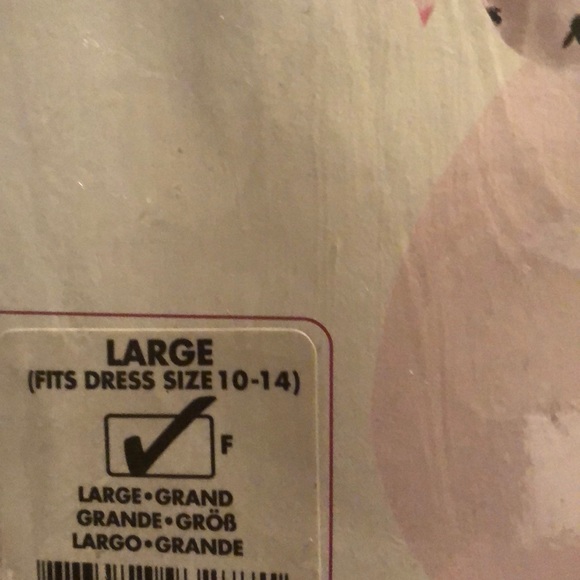 LARGE
(FITS DRESS SIZE 10-14)
F
LARGE•GRAND
GRANDE•GRÖß
LARGO•GRANDE